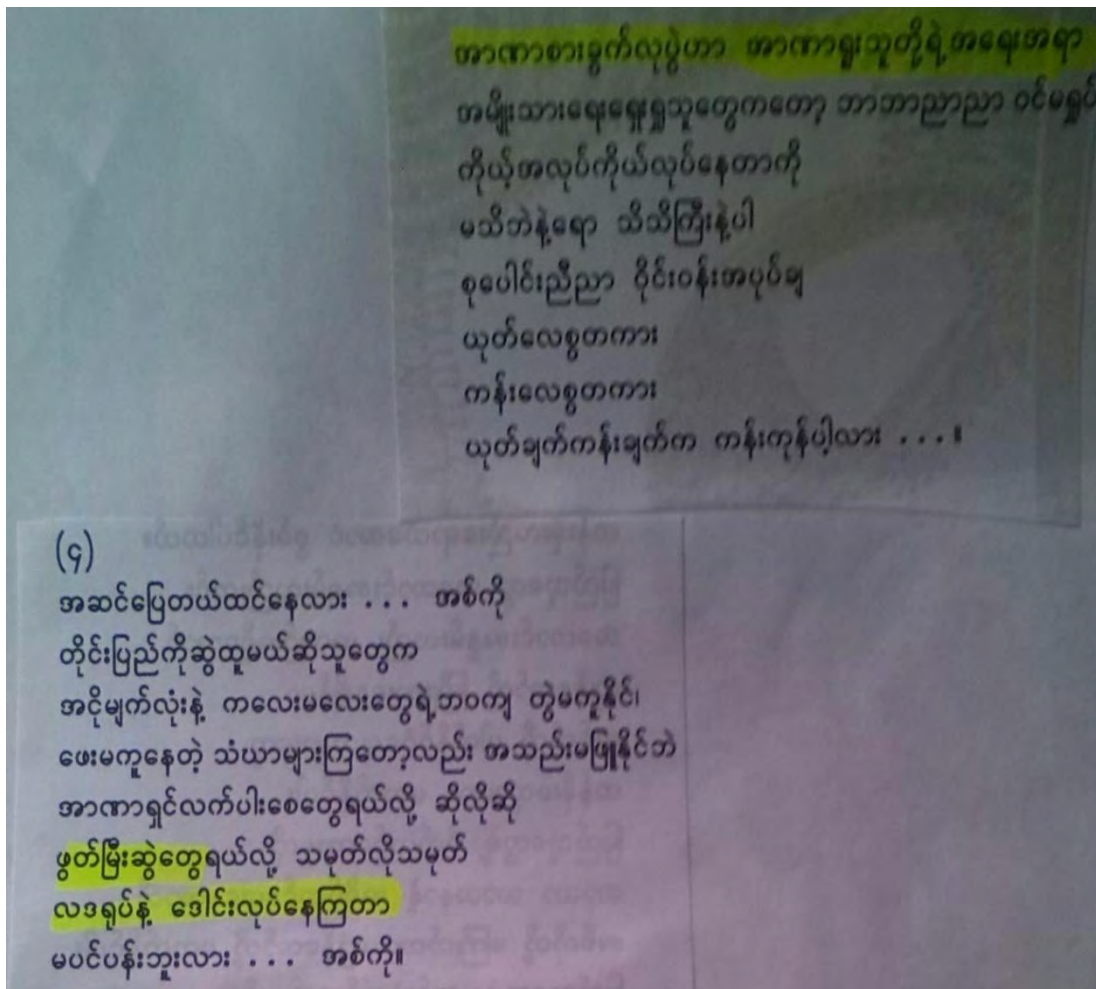 အာဏာစားခွက်လုပွဲဟာ အာဏာရူးသူတို့ရဲ့အရေးအရာ
အမျိုးသားရေးရှေးရှုသူတွေကတော့ ဘာဘာညာညာ ဝင်မရှုပ်
ကိုယ့်အလုပ်ကိုယ်လုပ်နေတာကို
မသိဘဲနဲ့ရော သိသိကြီးနဲ့ပါ
စုပေါင်းညီညာ ဝိုင်းဝန်းအပုပ်ချ
ယုတ်လေစွတကား
ကန်းလေစွတကား
ယုတ်ချက်ကန်းချက်က ကန်းကုန်ပါ့လား ...။
(၄)
အဆင်ပြေတယ်ထင်နေလား ... အစ်ကို
တိုင်းပြည်ကိုဆွဲထူမယ်ဆိုသူတွေက
အငိုမျက်လုံးနဲ့ ကလေးမလေးတွေရဲ့ဘဝကျ တွဲမကူနိုင်၊
ဖေးမကူနေတဲ့ သံဃာများကြတော့လည်း အသည်းမဖြူနိုင်ဘဲ
အာဏာရှင်လက်ပါးစေတွေရယ်လို့ ဆိုလိုဆို
ဖွတ်မြီးဆွဲတွေရယ်လို့ သမုတ်လိုသမုတ်
လဒရုပ်နဲ့ ဒေါင်းလုပ်နေကြတာ
မပင်ပန်းဘူးလား ... အစ်ကို။